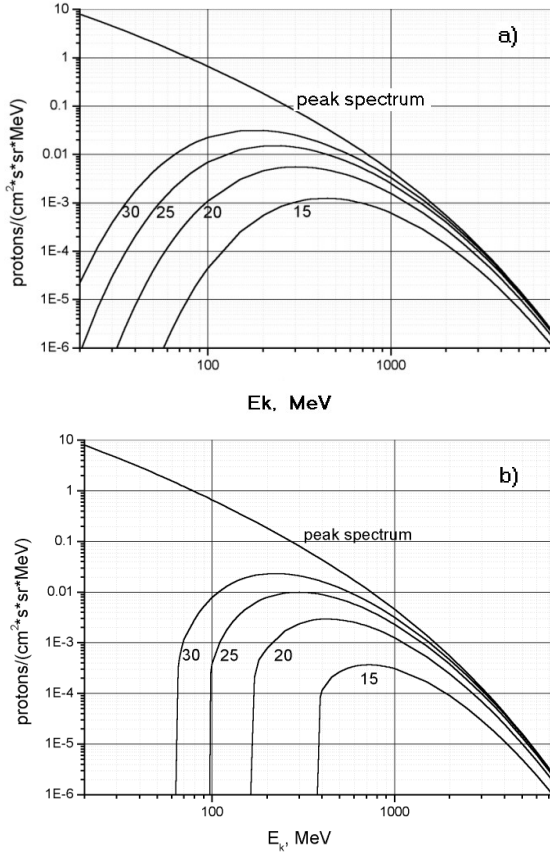 a)
10
1
0.1
0.01
1E-3
1E-4
1E-5
1E-6
protons/(cm²*s*sr*MeV)
peak spectrum
30
25
20
15
100
1000
Ek, MeV
b)
10
1
0.1
0.01
1E-3
1E-4
1E-5
1E-6
protons/(cm²*s*sr*MeV)
peak spectrum
30
25
20
15
100
1000
Eₖ, MeV